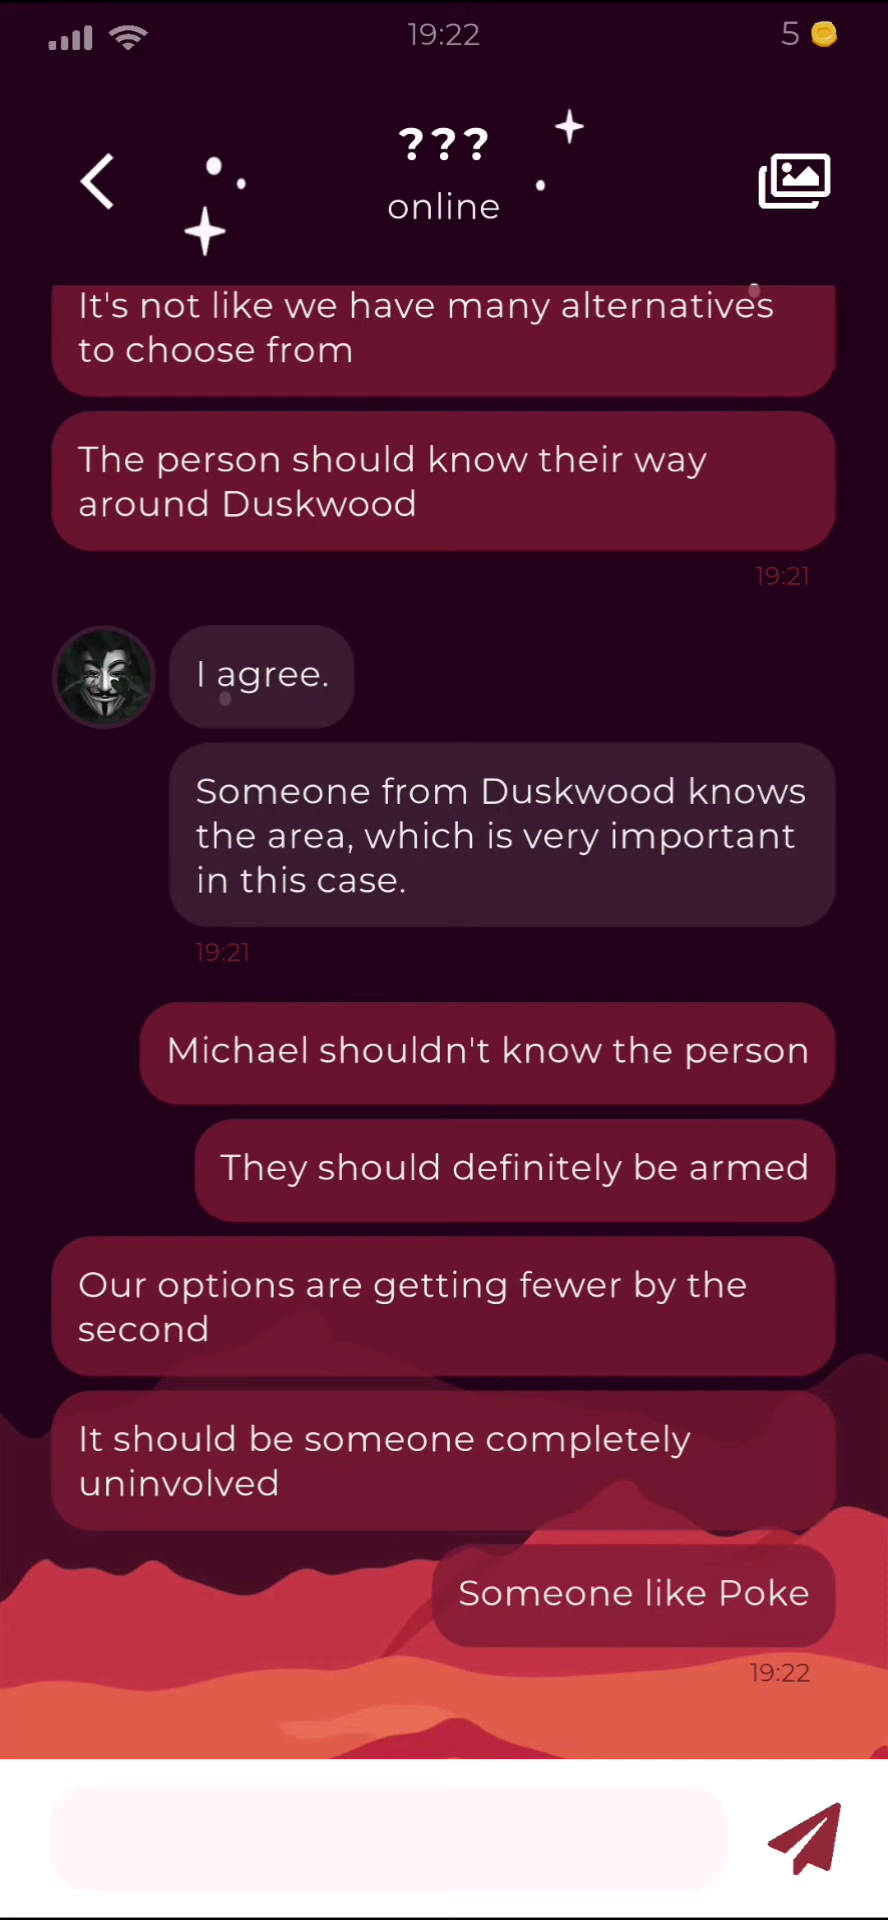 19:22
5
???
online
It's not like we have many alternatives
to choose from
The person should know their way
around Duskwood
19:21
I agree.
Someone from Duskwood knows
the area, which is very important
in this case.
19:21
Michael shouldn't know the person
They should definitely be armed
Our options are getting fewer by the
second
It should be someone completely
uninvolved
Someone like Poke
19:22